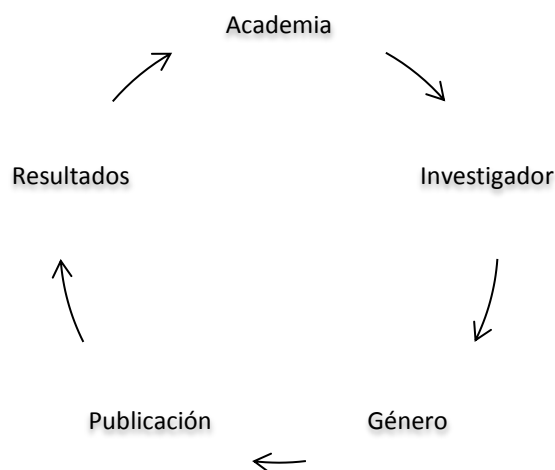 Academia
Resultados
Investigador
Publicación
Género